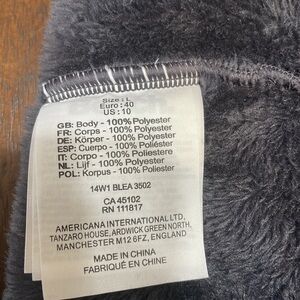 Size: L
Euro: 40
US: 10
GB: Body - 100% Polyester
FR: Corps - 100% Polyester
DE: Körper - 100% Polyester
ESP: Cuerpo - 100% Poliéster
IT: Corpo - 100% Poliestere
NL: Lijf - 100% Polyester
POL: Korpus - 100% Polyester
14W1 BLEA 3502
CA 45102
RN 111817
AMERICANA INTERNATIONAL LTD,
TANZARO HOUSE, ARDWICK GREEN NORTH,
MANCHESTER M12 6FZ, ENGLAND
MADE IN CHINA
FABRIQUÉ EN CHINE